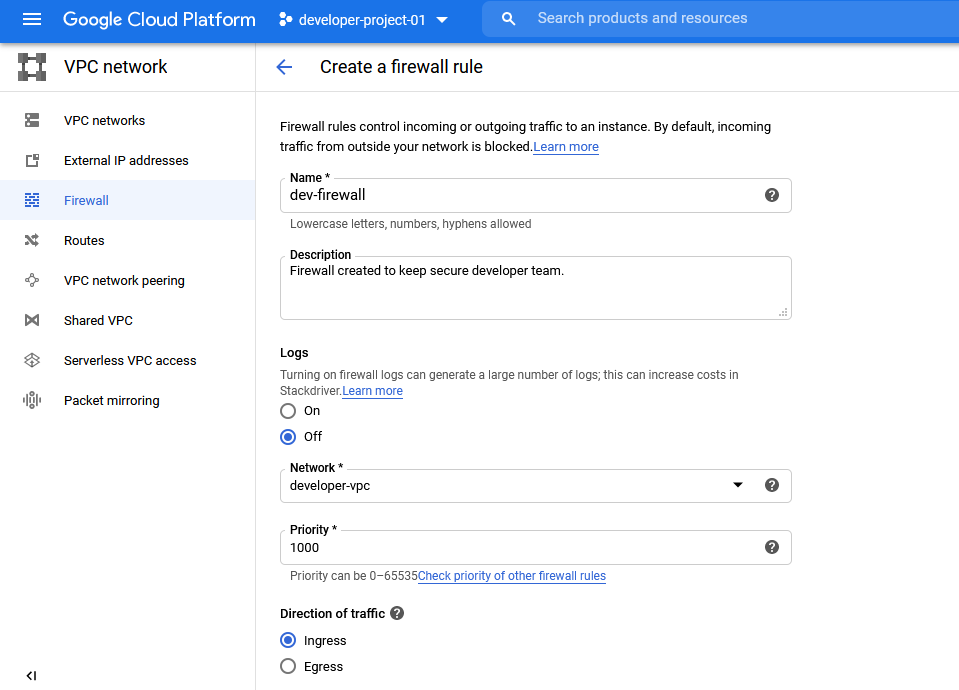 Google Cloud Platform
developer-project-01
Search products and resources
VPC network
Create a firewall rule
VPC networks
External IP addresses
Firewall
Routes
VPC network peering
Shared VPC
Serverless VPC access
Packet mirroring
Firewall rules control incoming or outgoing traffic to an instance. By default, incoming
traffic from outside your network is blocked.Learn more
Name *
dev-firewall
Lowercase letters, numbers, hyphens allowed
Description
Firewall created to keep secure developer team.
Logs
Turning on firewall logs can generate a large number of logs; this can increase costs in
Stackdriver.Learn more
On
Off
Network *
developer-vpc
Priority *
1000
Priority can be 0–65535Check priority of other firewall rules
Direction of traffic
Ingress
Egress